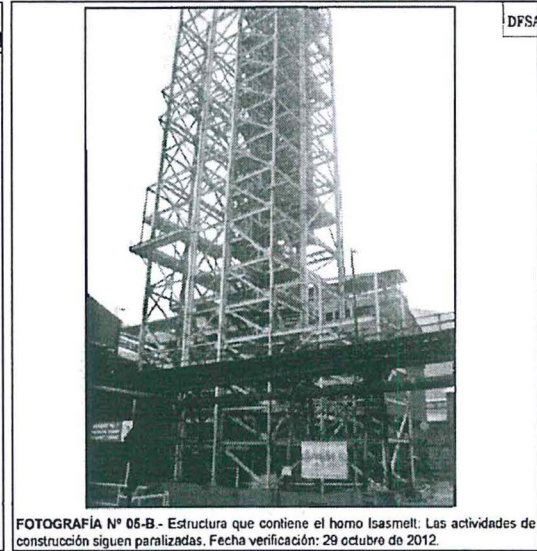 DFSA
FOTOGRAFÍA Nº 05-B.- Estructura que contiene el homo Isasmelt: Las actividades de
construcción siguen paralizadas. Fecha verificación: 29 octubre de 2012.